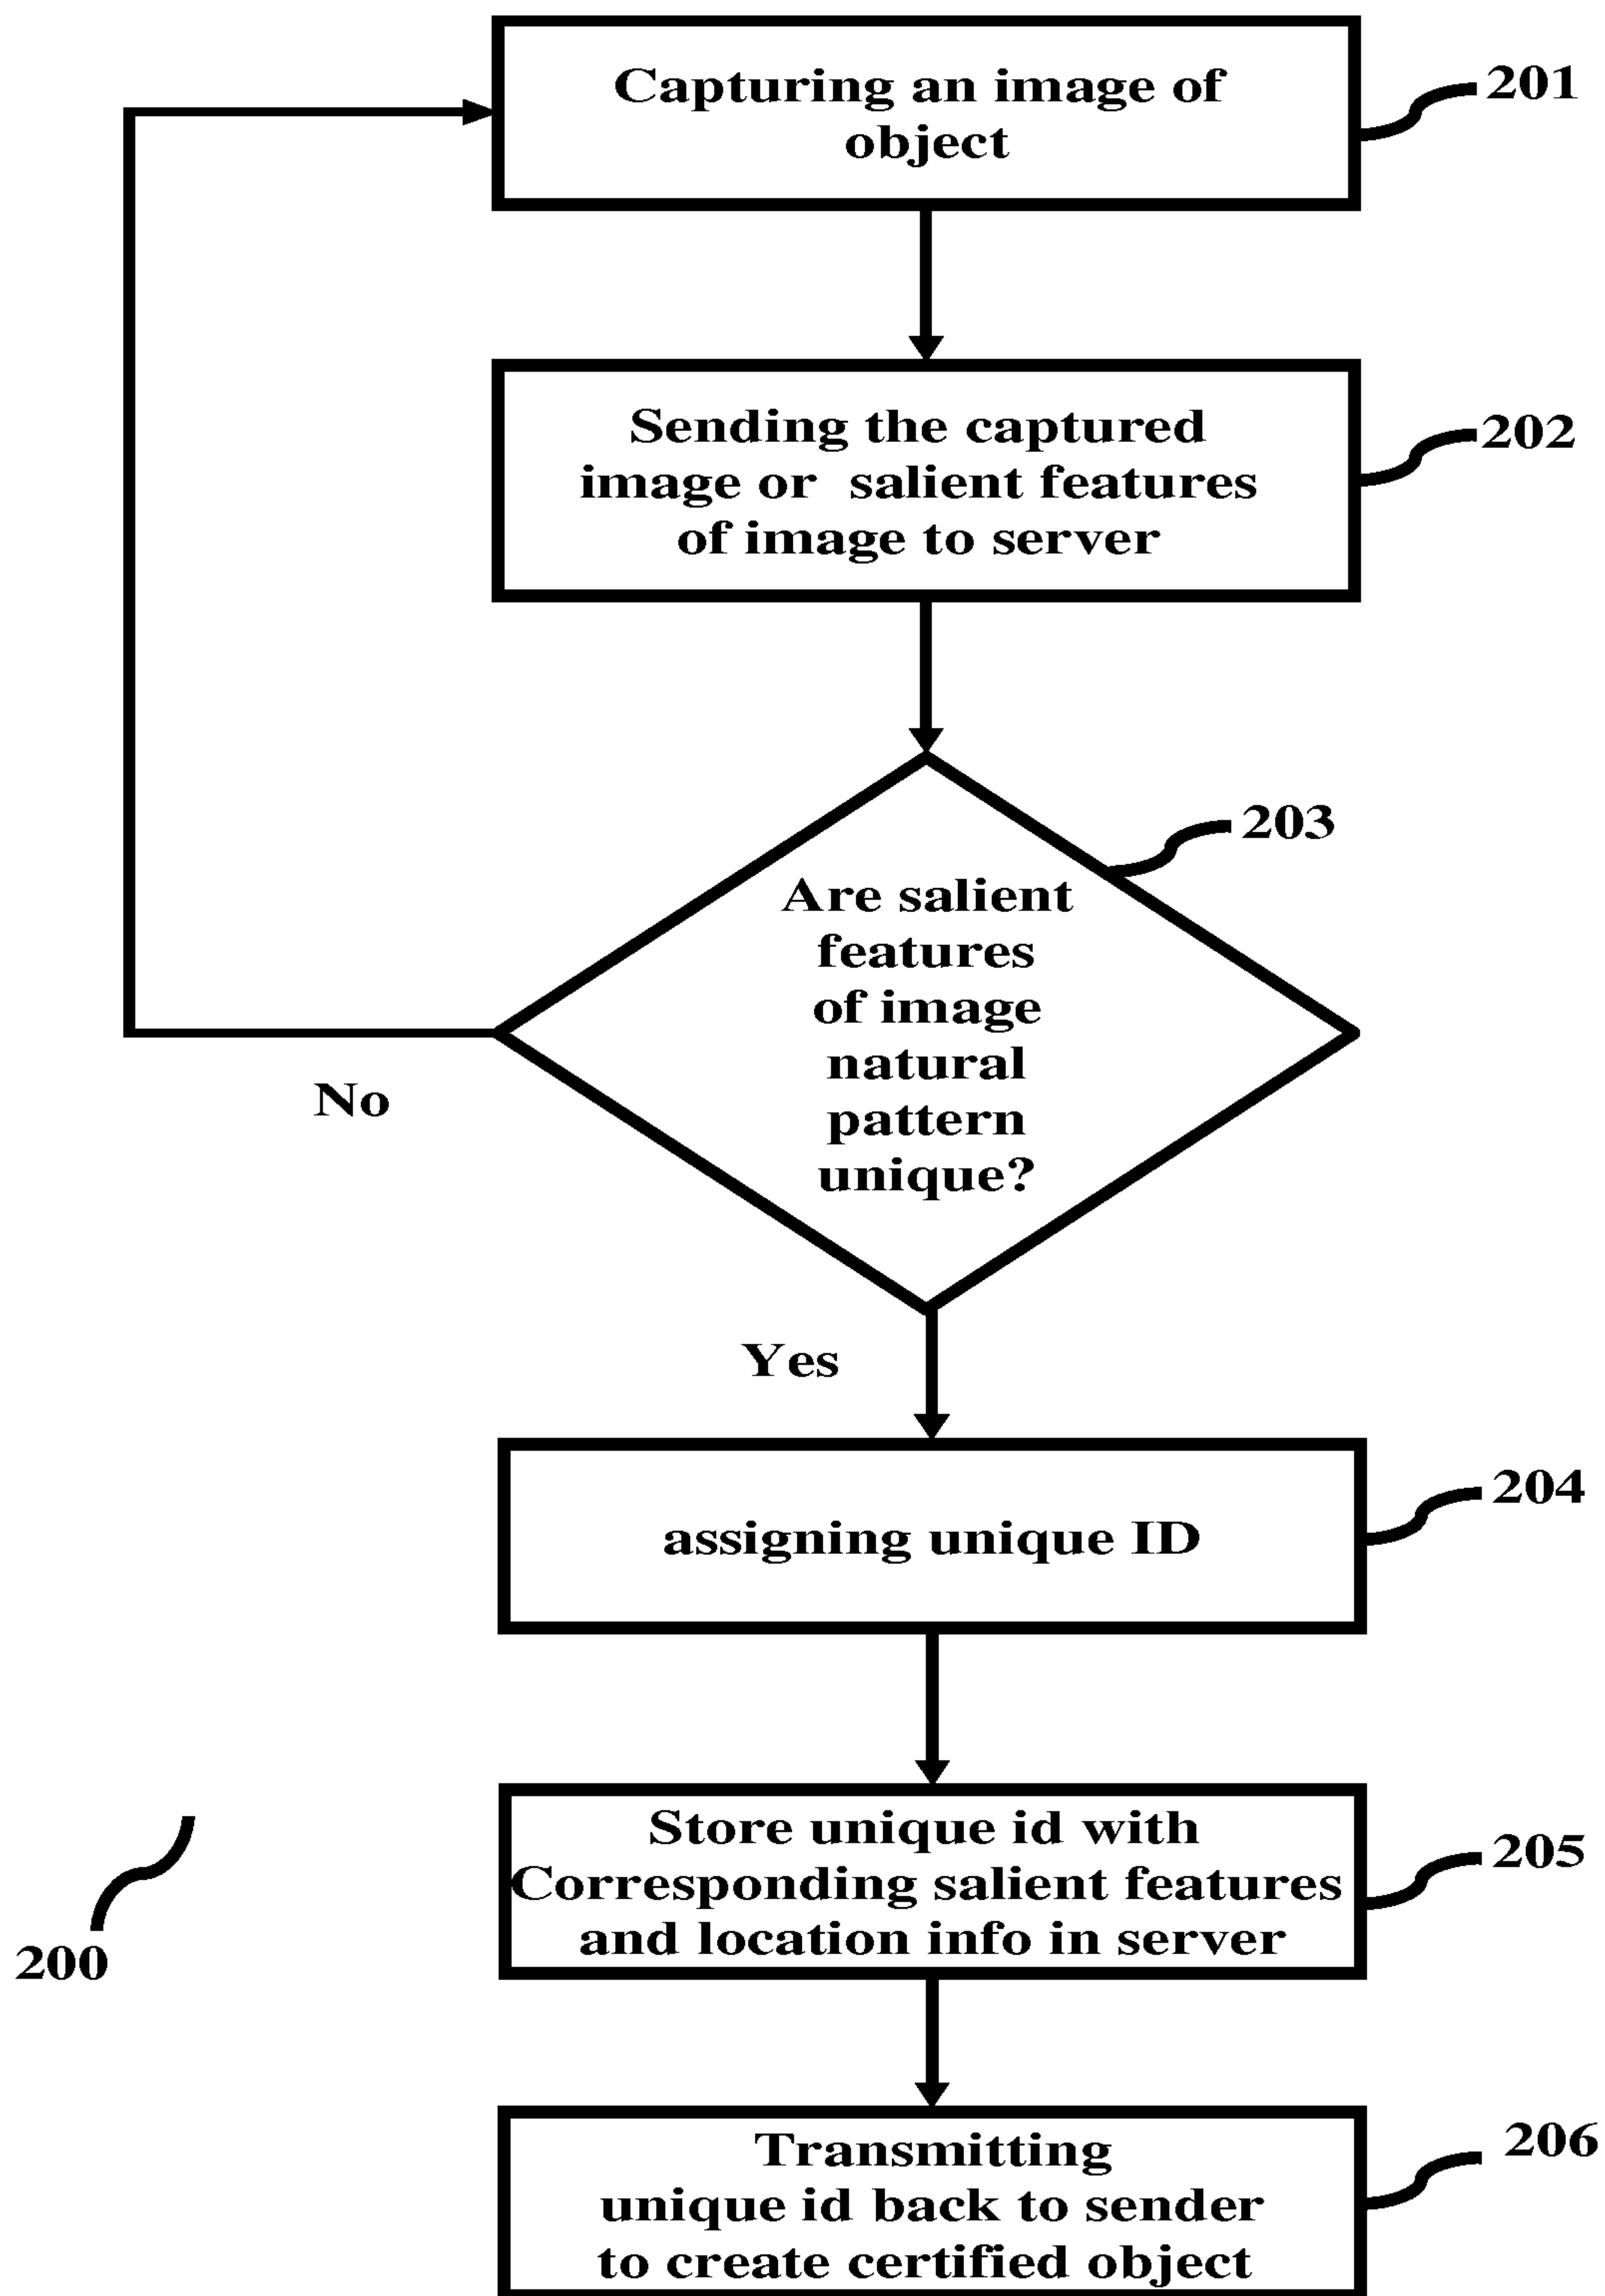 Capturing an image of
object
201
Sending the captured
image or salient features
of image to server
202
203
Are salient
features
of image
natural
pattern
unique?
No
Yes
assigning unique ID
204
Store unique id with
Corresponding salient features
and location info in server
205
200
Transmitting
unique id back to sender
to create certified object
206